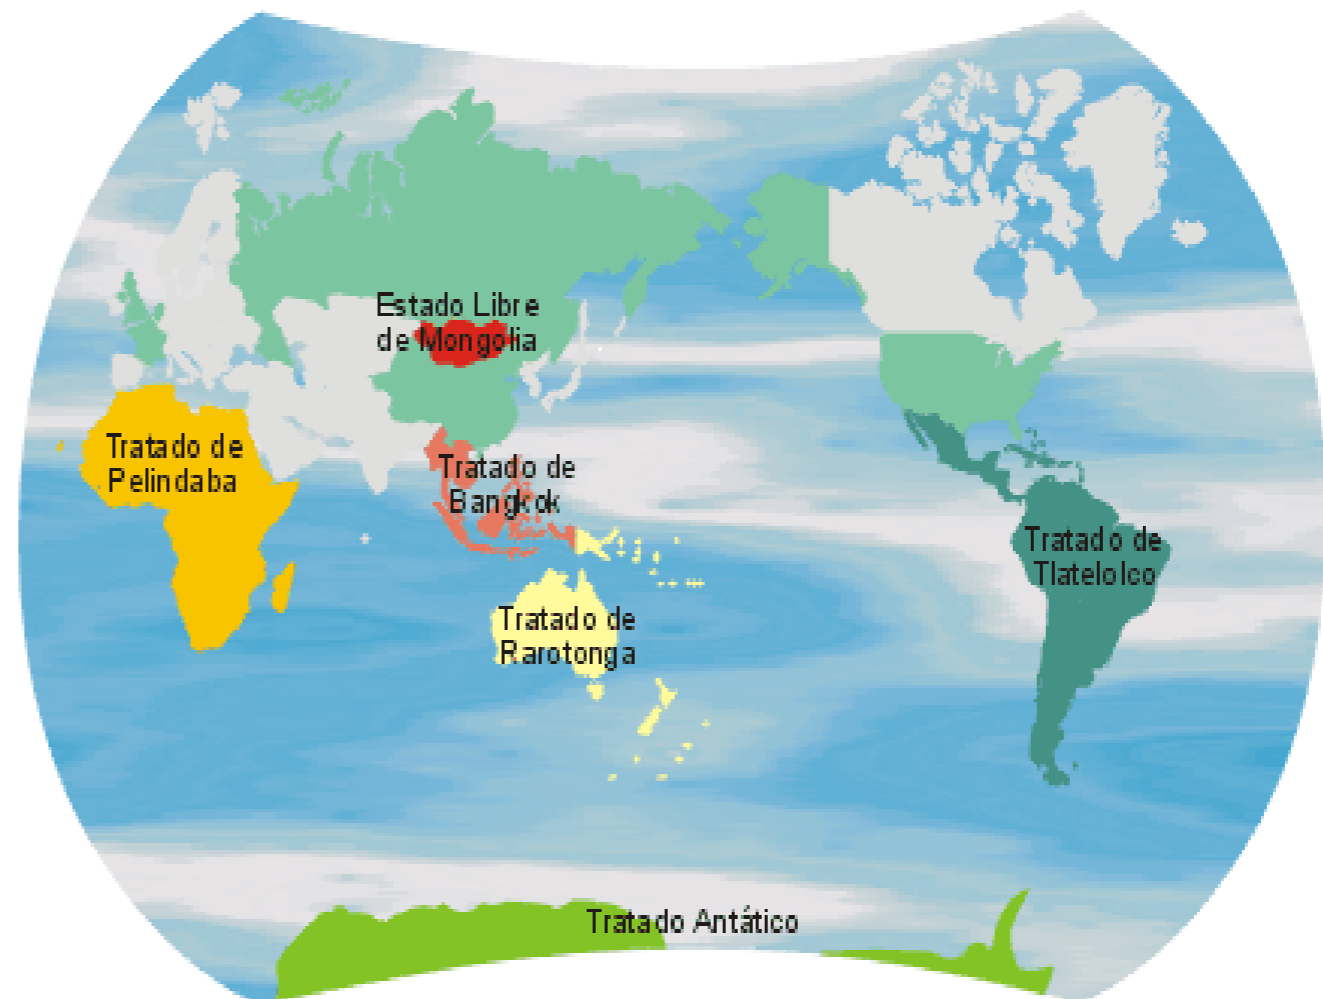 Estado Libre
de Mongolia
Tratado de
Pelindaba
Tratado de
Bangkok
Tratado de
Tlatelolco
Tratado de
Rarotonga
Tratado Antático